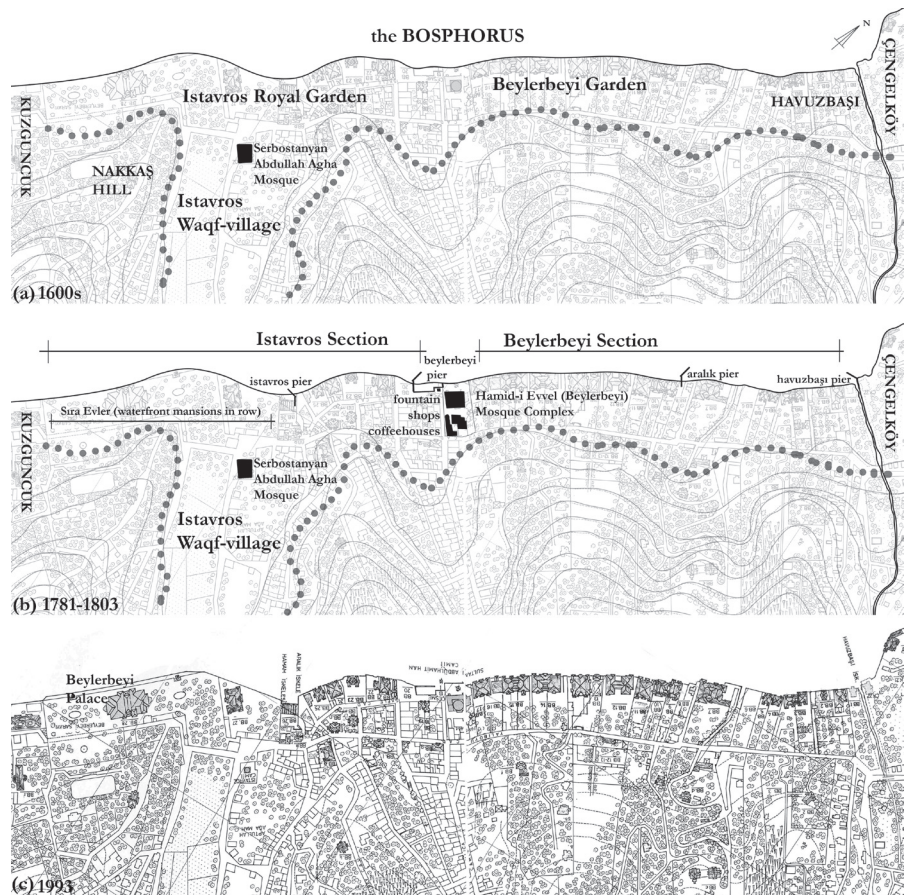 the BOSPHORUS
N
ÇENGELKÖY
Istavros Royal Garden
Beylerbeyi Garden
HAVUZBAŞI
KUZGUNCUK
Serbostanyan
Abdullah Agha
Mosque
NAKKAŞ
HILL
Istavros
Waqf-village
(a) 1600s
Istavros Section
Beylerbeyi Section
beylerbeyi
pier
istavros pier
aralık pier
havuzbaşı pier
ÇENGELKÖY
fountain
shops
coffeehouses
Hamid-i Evvel (Beylerbeyi)
Mosque Complex
Sıra Evler (waterfront mansions in row)
KUZGUNCUK
Serbostanyan
Abdullah Agha
Mosque
Istavros
Waqf-village
(b) 1781-1803
Beylerbeyi
Palace
(c) 1993